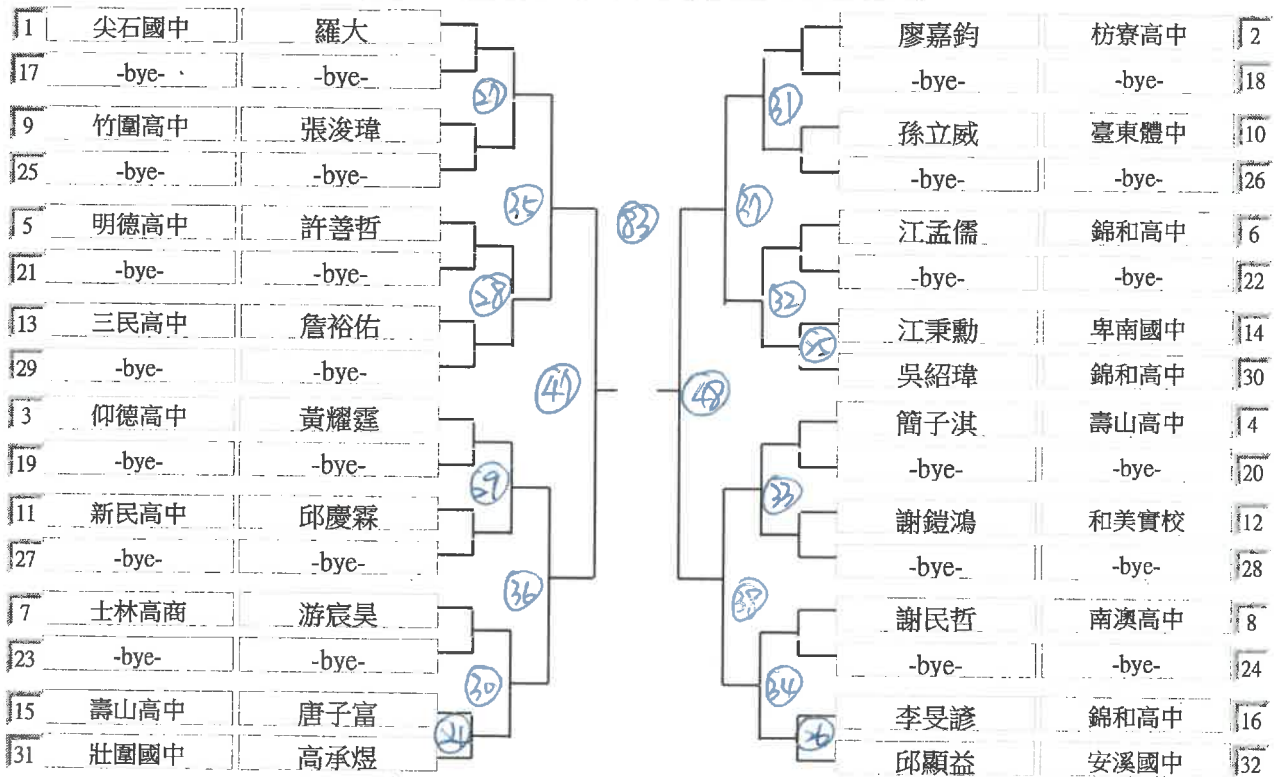 1 尖石國中 羅大
17 -bye- -bye-
9 竹圍高中 張浚瑋
25 -bye- -bye-
5 明德高中 許善哲
21 -bye- -bye-
13 三民高中 詹裕佑
29 -bye- -bye-
3 仰德高中 黃耀霆
19 -bye- -bye-
11 新民高中 邱慶霖
27 -bye- -bye-
7 士林高商 游宸昊
23 -bye- -bye-
15 壽山高中 唐子富
31 壯圍國中 高承煜
27
28
29
30
35
36
47
83
48
37
38
31
32
33
34
26
廖嘉鈞 枋寮高中 2
-bye- -bye- 18
孫立威 臺東體中 10
-bye- -bye- 26
江孟儒 錦和高中 6
-bye- -bye- 22
江秉勳 卑南國中 14
吳紹瑋 錦和高中 30
簡子淇 壽山高中 4
-bye- -bye- 20
謝鎧鴻 和美實校 12
-bye- -bye- 28
謝民哲 南澳高中 8
-bye- -bye- 24
李旻諺 錦和高中 16
邱顯益 安溪國中 32